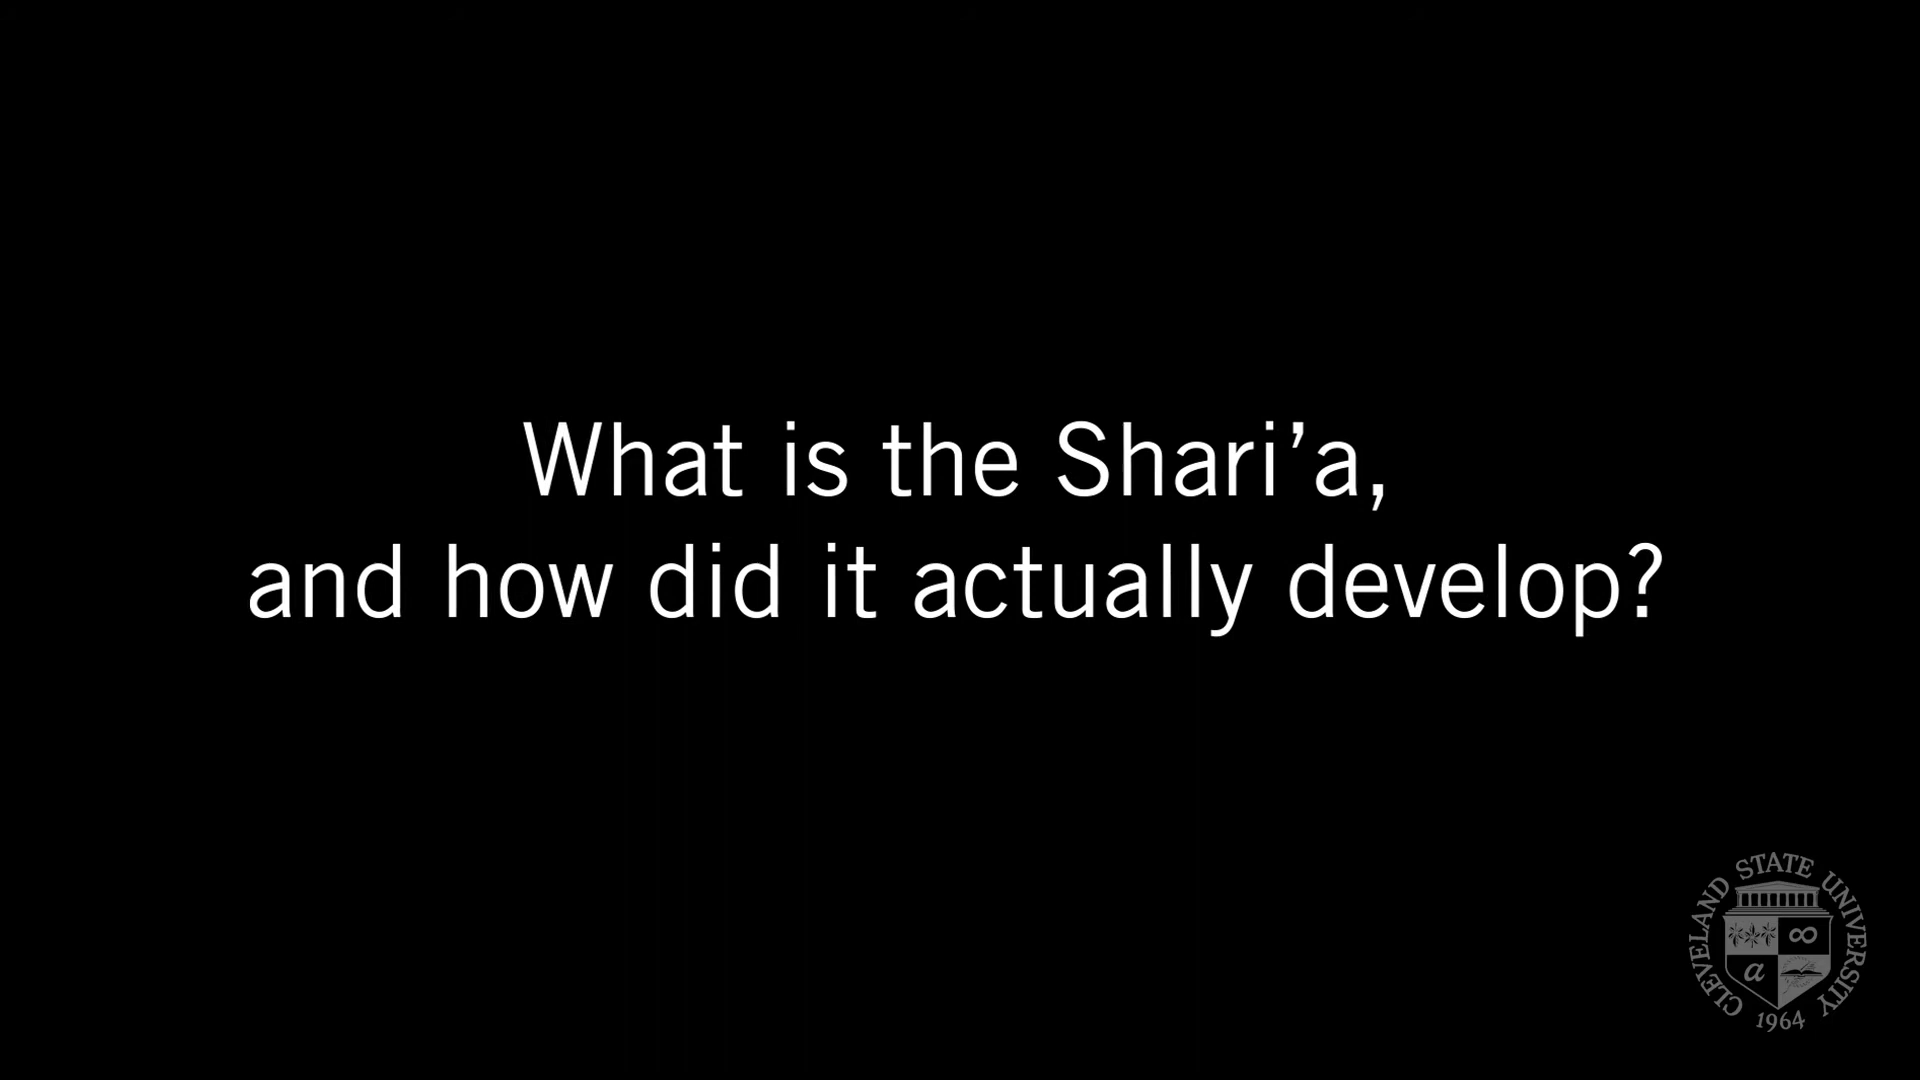 What is the Shari’a,
and how did it actually develop?
CLEVELAND STATE UNIVERSITY
a
1964